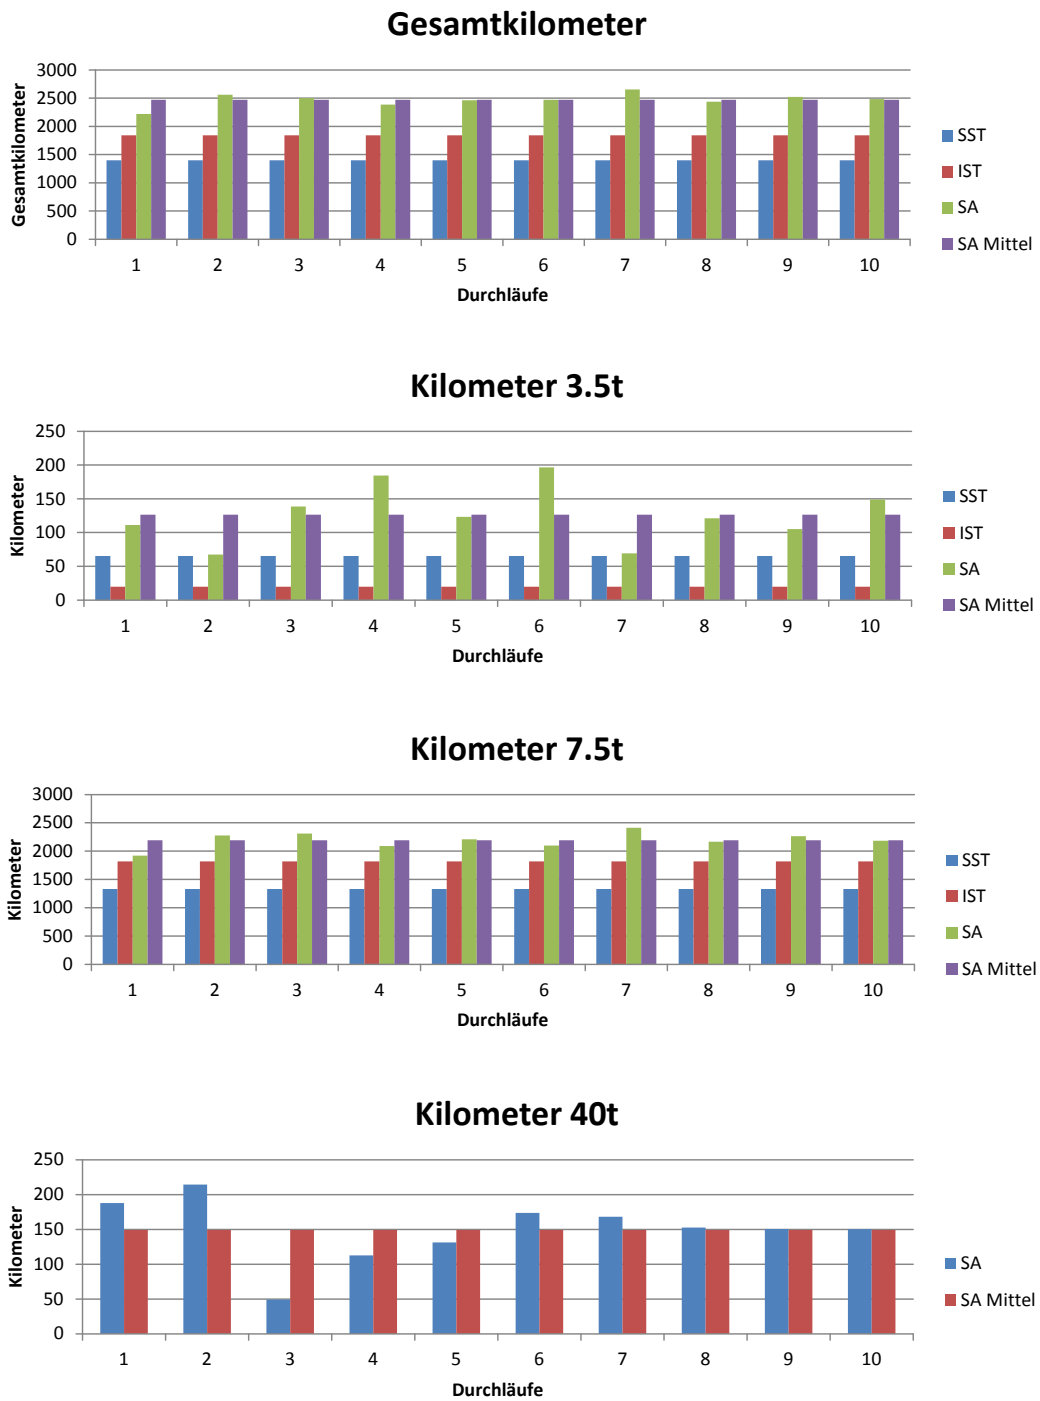 Gesamtkilometer
3000
2500
2000
1500
1000
500
0
Gesamtkilometer
1 2 3 4 5 6 7 8 9 10
Durchläufe
SST
IST
SA
SA Mittel
Kilometer 3.5t
250
200
150
100
50
0
Kilometer
1 2 3 4 5 6 7 8 9 10
Durchläufe
SST
IST
SA
SA Mittel
Kilometer 7.5t
3000
2500
2000
1500
1000
500
0
Kilometer
1 2 3 4 5 6 7 8 9 10
Durchläufe
SST
IST
SA
SA Mittel
Kilometer 40t
250
200
150
100
50
0
Kilometer
1 2 3 4 5 6 7 8 9 10
Durchläufe
SA
SA Mittel